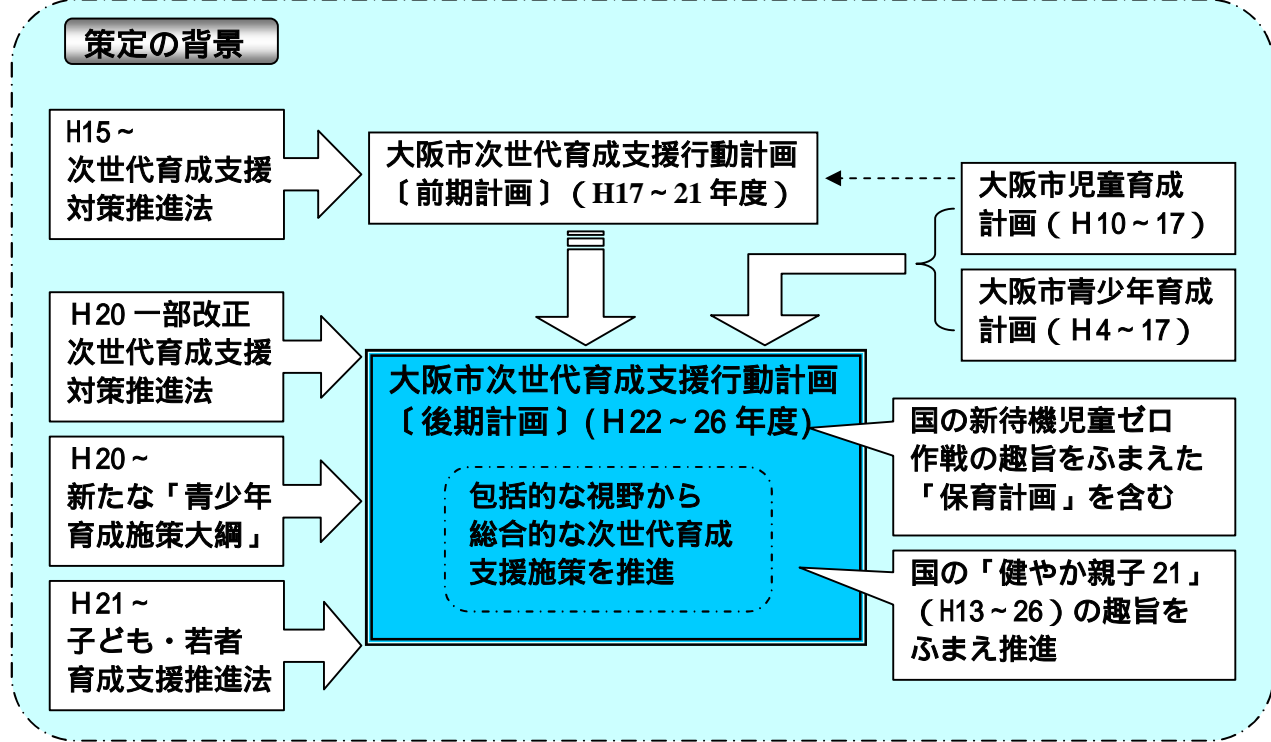 策定の背景
H15～
次世代育成支援
対策推進法
大阪市次世代育成支援行動計画
〔前期計画〕（H17～21年度）
大阪市児童育成
計画（H10～17）
大阪市青少年育成
計画（H4～17）
H20一部改正
次世代育成支援
対策推進法
H20～
新たな「青少年
育成施策大綱」
H21～
子ども・若者
育成支援推進法
大阪市次世代育成支援行動計画
〔後期計画〕(H22～26年度)
包括的な視野から
総合的な次世代育成
支援施策を推進
国の新待機児童ゼロ
作戦の趣旨をふまえた
「保育計画」を含む
国の「健やか親子21」
（H13～26）の趣旨を
ふまえ推進